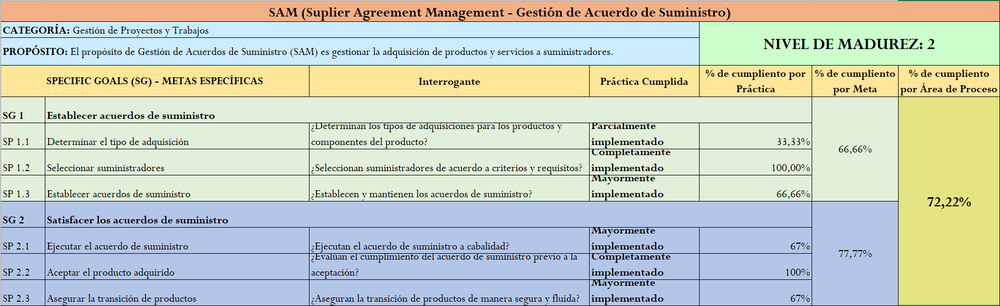 SAM (Suplier Agreement Management - Gestión de Acuerdo de Suministro)
CATEGORÍA: Gestión de Proyectos y Trabajos
NIVEL DE MADUREZ: 2
PROPÓSITO: El propósito de Gestión de Acuerdos de Suministro (SAM) es gestionar la adquisición de productos y servicios a suministradores.
SPECIFIC GOALS (SG) - METAS ESPECÍFICAS
Interrogante
Práctica Cumplida
% de cumpliento por
Práctica
% de cumpliento
por Meta
% de cumpliento
por Área de Proceso
SG 1 Establecer acuerdos de suministro
66,66%
72,22%
SP 1.1 Determinar el tipo de adquisición
¿Determinan los tipos de adquisiciones para los productos y
componentes del producto?
Parcialmente
implementado
33,33%
SP 1.2 Seleccionar suministradores
¿Seleccionan suministradores de acuerdo a criterios y requisitos?
Completamente
implementado
100,00%
SP 1.3 Establecer acuerdos de suministro
¿Establecen y mantienen los acuerdos de suministro?
Mayormente
implementado
66,66%
SG 2 Satisfacer los acuerdos de suministro
77,77%
SP 2.1 Ejecutar el acuerdo de suministro
¿Ejecutan el acuerdo de suministro a cabalidad?
Mayormente
implementado
67%
SP 2.2 Aceptar el producto adquirido
¿Evalúan el cumplimiento del acuerdo de suministro previo a la
aceptación?
Completamente
implementado
100%
SP 2.3 Asegurar la transición de productos
¿Aseguran la transición de productos de manera segura y fluida?
Mayormente
implementado
67%